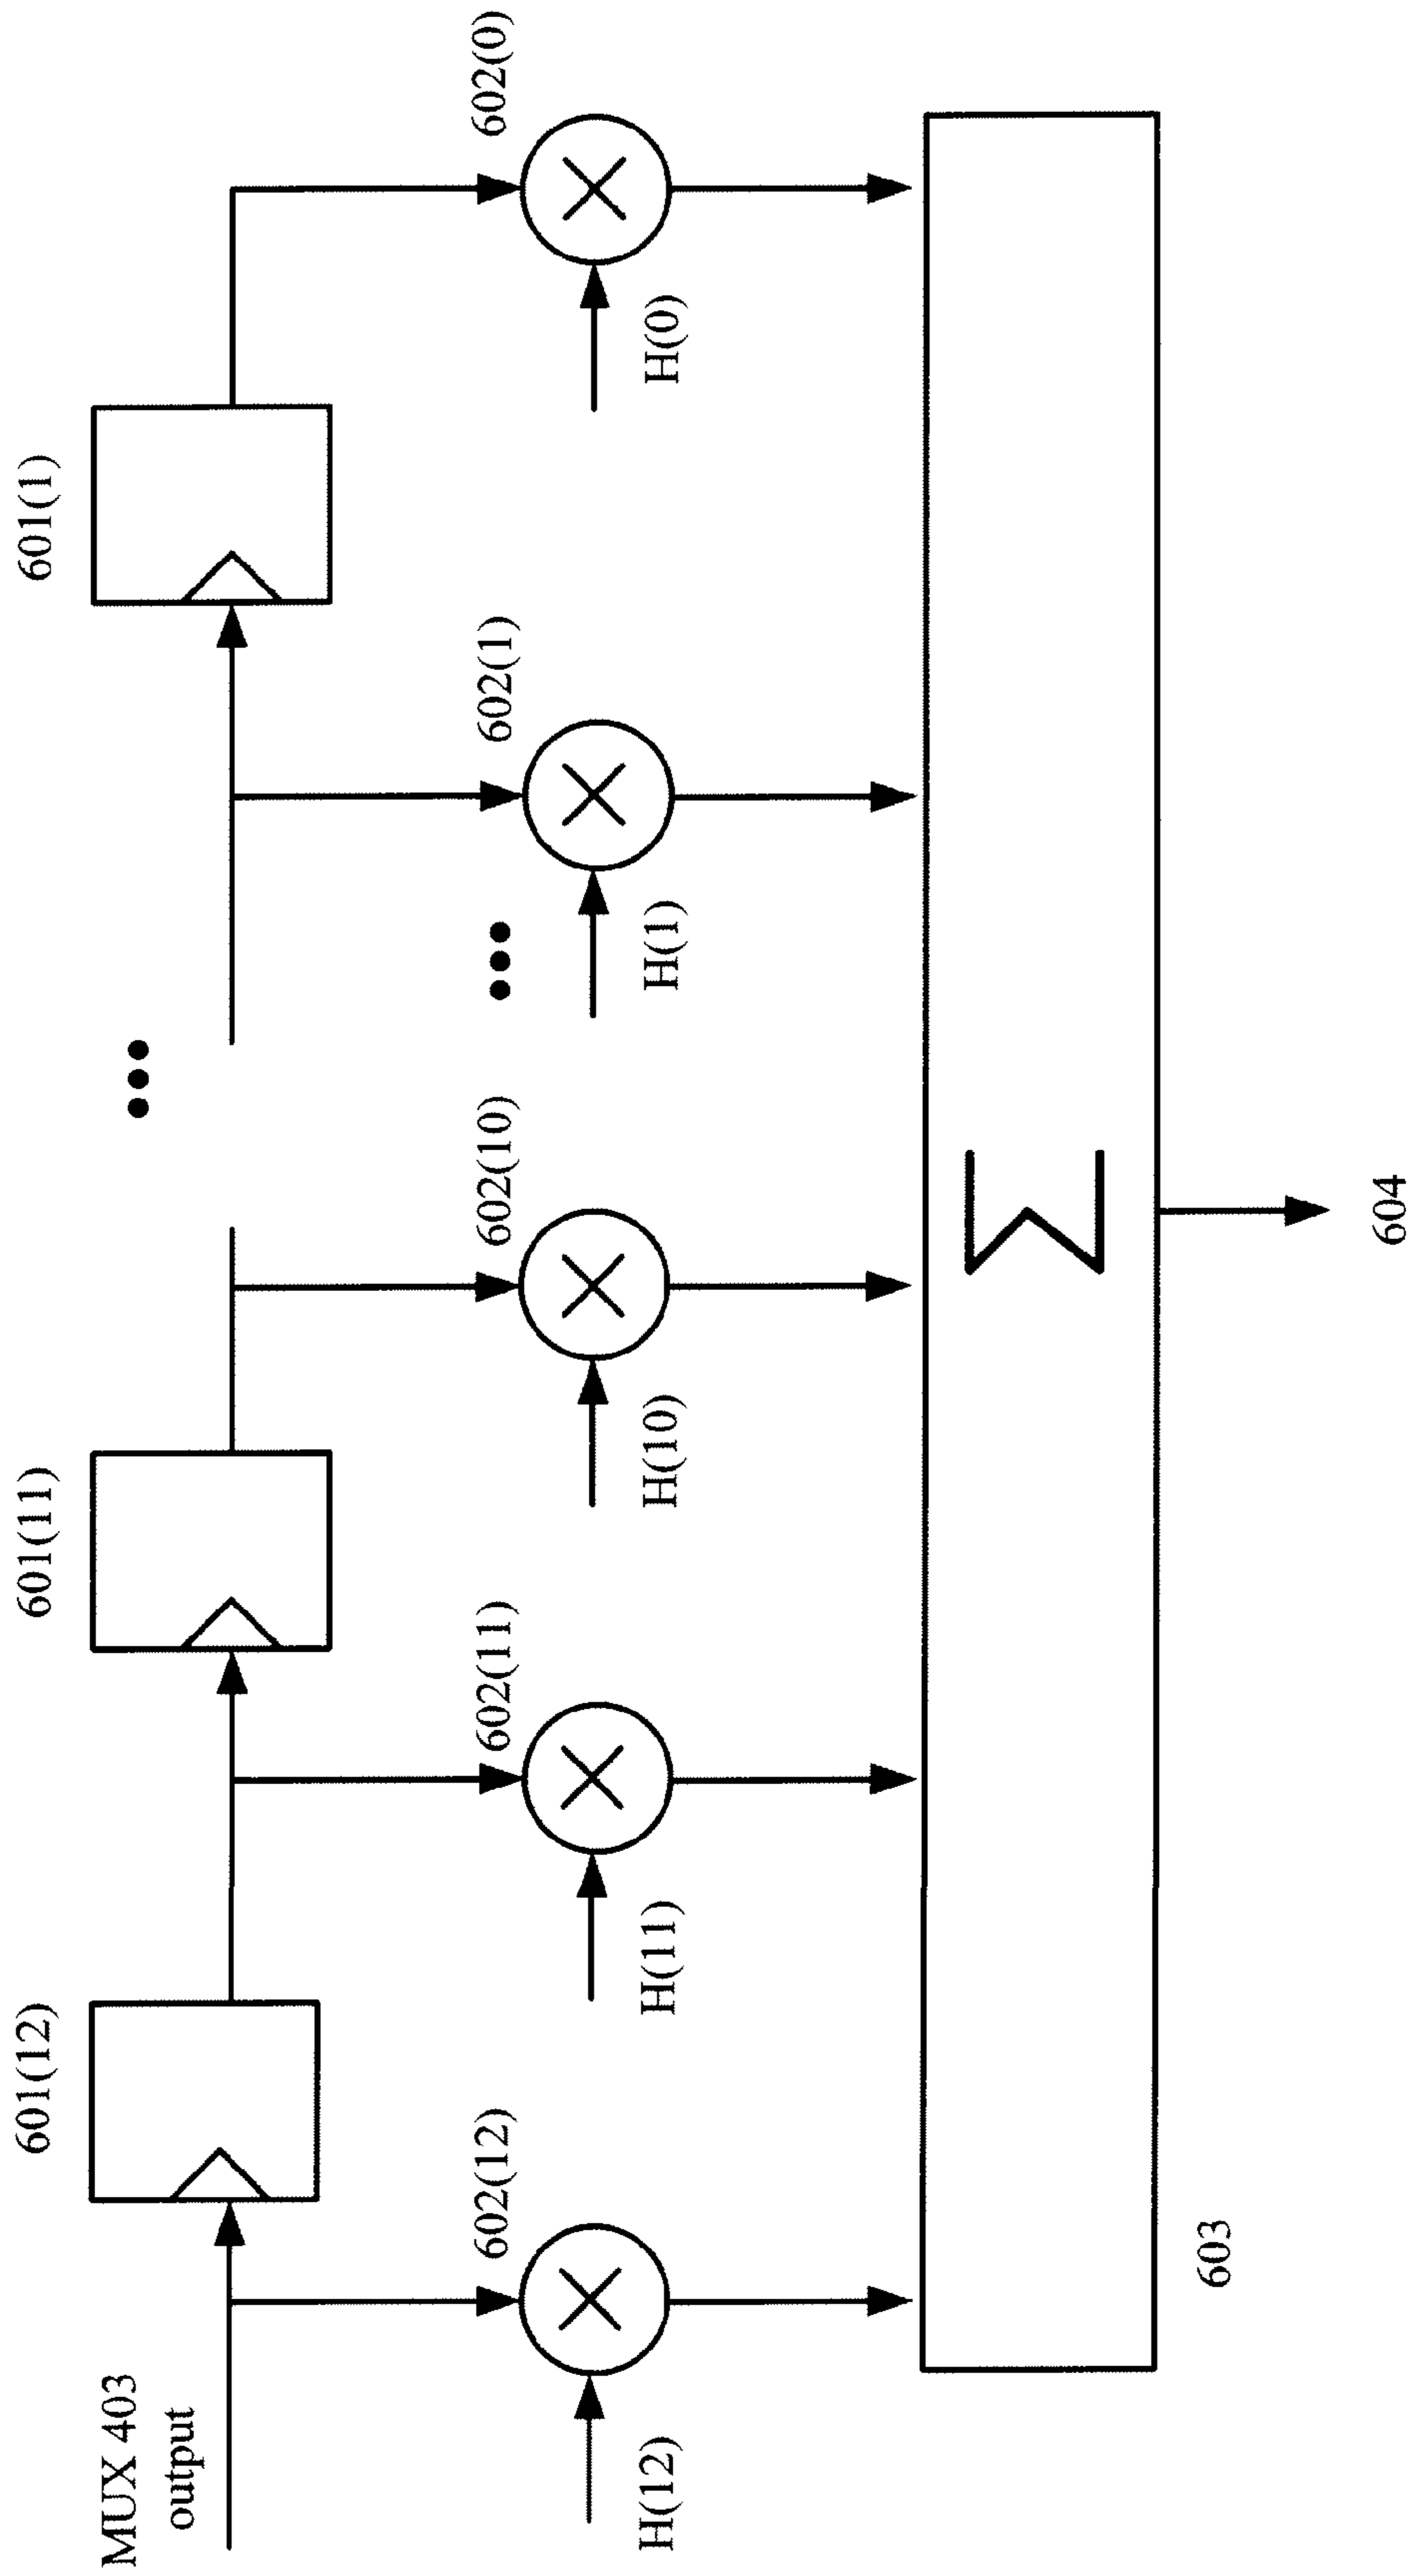 MUX 403
output
601(12)
601(11)
601(1)
602(12)
602(11)
602(10)
602(1)
602(0)
H(12)
H(11)
H(10)
H(1)
H(0)
Σ
603
604